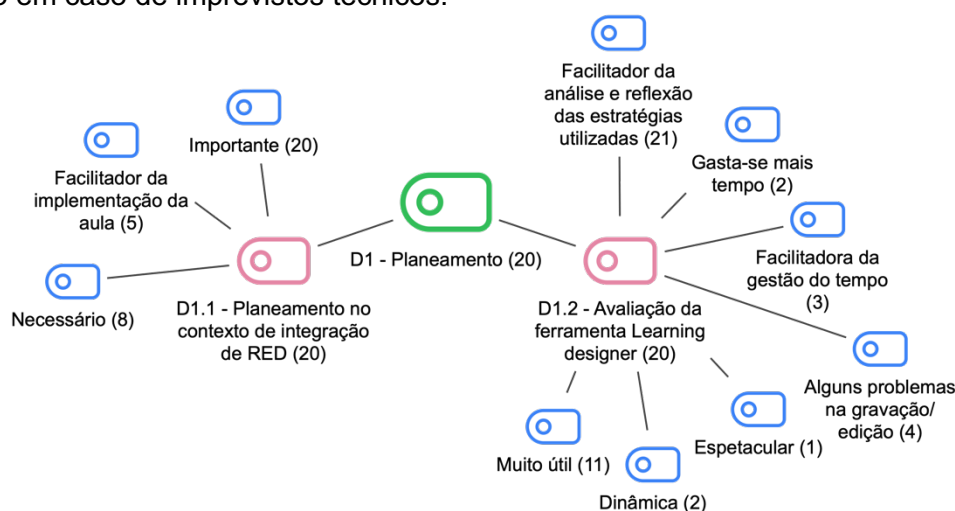 em caso de imprevistos técnicos.
Facilitador da
análise e reflexão
das estratégias
utilizadas (21)
Importante (20)
Gasta-se mais
tempo (2)
Facilitador da
implementação da
aula (5)
D1 - Planeamento (20)
Facilitadora da
gestão do tempo
(3)
Necessário (8)
D1.1 - Planeamento no
contexto de integração
de RED (20)
D1.2 - Avaliação da
ferramenta Learning
designer (20)
Alguns problemas
na gravação/
edição (4)
Espetacular (1)
Muito útil (11)
Dinâmica (2)